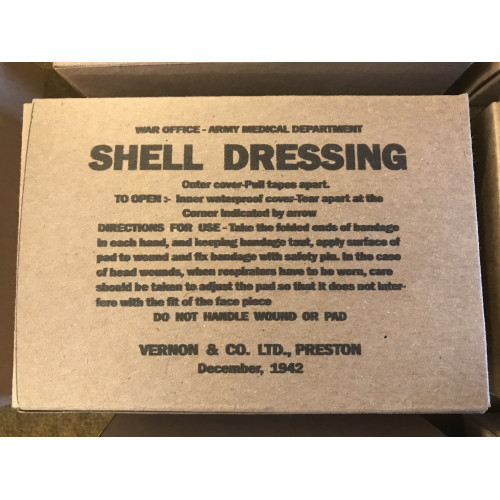 WAR OFFICE - ARMY MEDICAL DEPARTMENT
SHELL DRESSING
Outer cover-Pull tapes apart.
TO OPEN :- Inner waterproof cover-Tear apart at the
Corner indicated by arrow
DIRECTIONS FOR USE - Take the folded ends of bandage
in each hand, and keeping bandage taut, apply surface of
pad to wound and fix bandage with safety pin. In the case
of head wounds, when respirators have to be worn, care
should be taken to adjust the pad so that it does not inter-
fere with the fit of the face piece
DO NOT HANDLE WOUND OR PAD
VERNON & CO. LTD., PRESTON
December, 1942